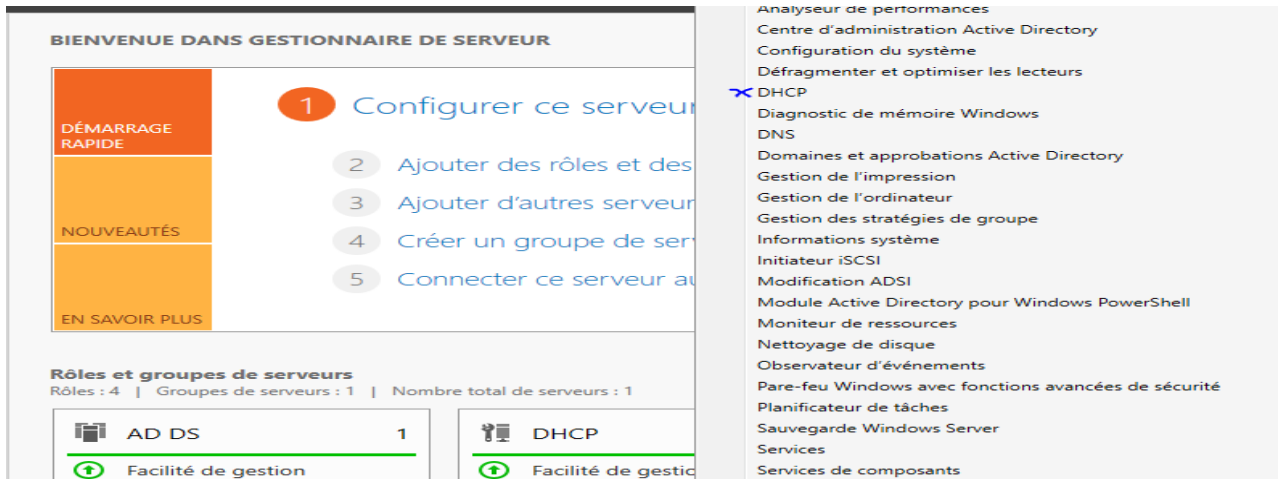 BIENVENUE DANS GESTIONNAIRE DE SERVEUR
DÉMARRAGE
RAPIDE
NOUVEAUTÉS
EN SAVOIR PLUS
1 Configurer ce serveur
2 Ajouter des rôles et des
3 Ajouter d'autres serveur
4 Créer un groupe de ser
5 Connecter ce serveur au
Rôles et groupes de serveurs
Rôles : 4 | Groupes de serveurs : 1 | Nombre total de serveurs : 1
AD DS 1
Facilité de gestion
DHCP
Facilité de gestic
Analyseur de performances
Centre d'administration Active Directory
Configuration du système
Défragmenter et optimiser les lecteurs
DHCP
Diagnostic de mémoire Windows
DNS
Domaines et approbations Active Directory
Gestion de l'impression
Gestion de l'ordinateur
Gestion des stratégies de groupe
Informations système
Initiateur iSCSI
Modification ADSI
Module Active Directory pour Windows PowerShell
Moniteur de ressources
Nettoyage de disque
Observateur d'événements
Pare-feu Windows avec fonctions avancées de sécurité
Planificateur de tâches
Sauvegarde Windows Server
Services
Services de composants